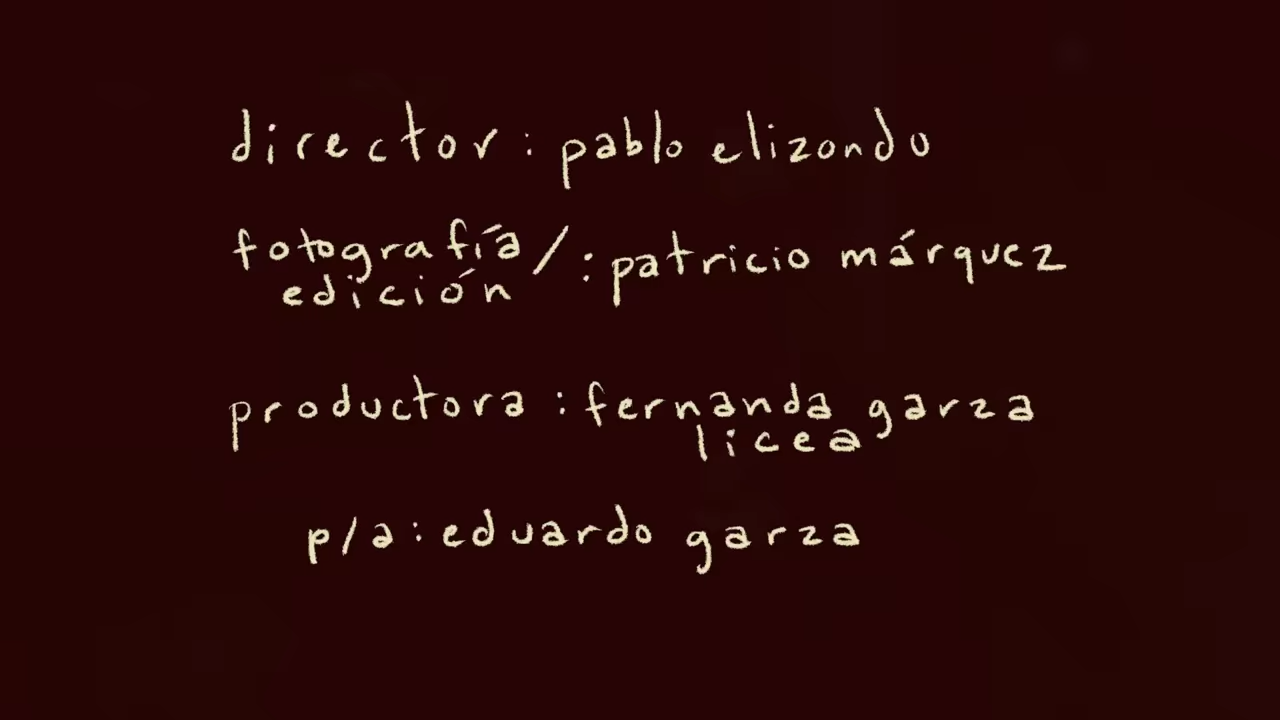 director: pablo elizondo
fotografía/ : patricio márquez
edición
productora: fernanda garza
licea
p/a: eduardo garza